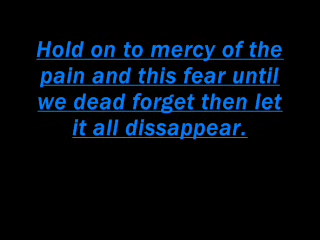 Hold on to mercy of the
pain and this fear until
we dead forget then let
it all dissappear.